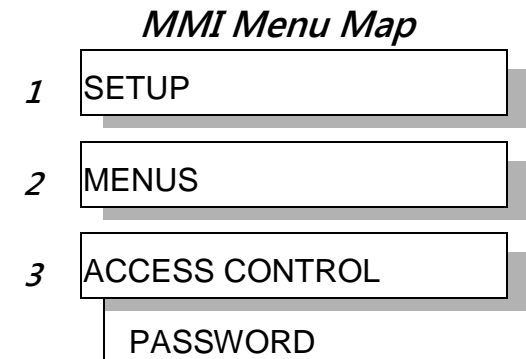 MMI Menu Map
1 SETUP
2 MENUS
3 ACCESS CONTROL
PASSWORD